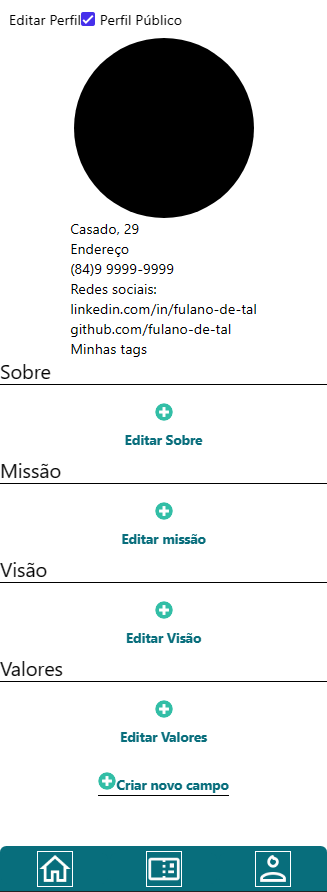 Editar Perfil Perfil Público
Casado, 29
Endereço
(84)9 9999-9999
Redes sociais:
linkedin.com/in/fulano-de-tal
github.com/fulano-de-tal
Minhas tags
Sobre
Editar Sobre
Missão
Editar missão
Visão
Editar Visão
Valores
Editar Valores
Criar novo campo